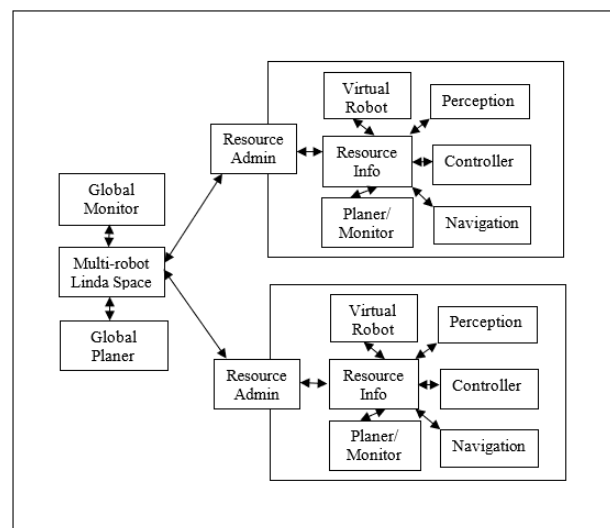 Virtual
Robot
Perception
Resource
Admin
Resource
Info
Controller
Planer/
Monitor
Navigation
Global
Monitor
Multi-robot
Linda Space
Global
Planer
Virtual
Robot
Perception
Resource
Admin
Resource
Info
Controller
Planer/
Monitor
Navigation